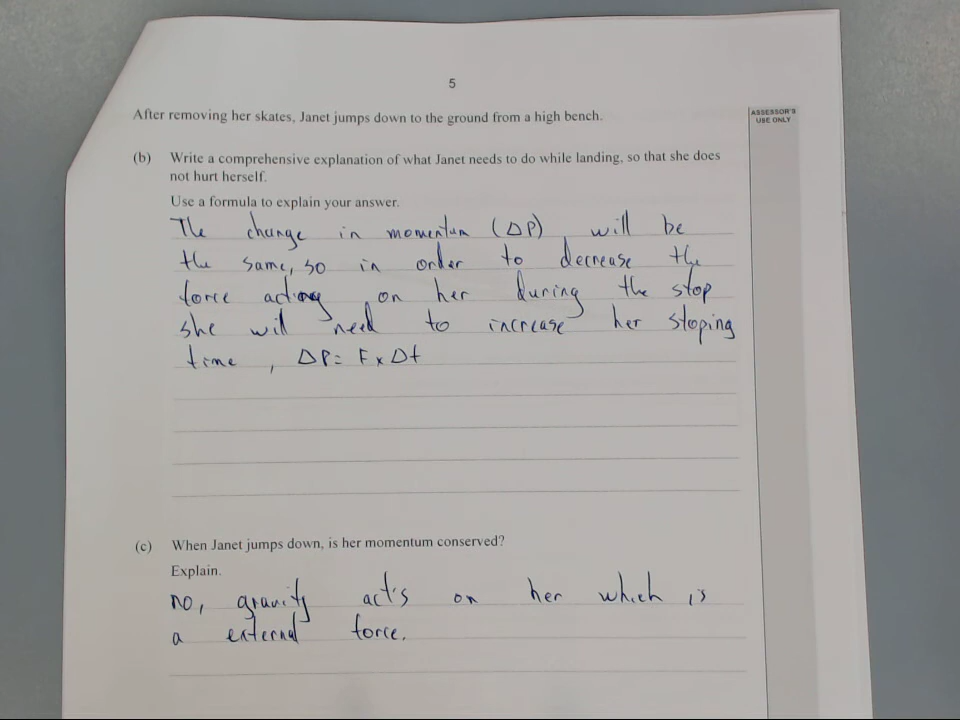 5
ASSESSOR'S
USE ONLY
After removing her skates, Janet jumps down to the ground from a high bench.
(b) Write a comprehensive explanation of what Janet needs to do while landing, so that she does
not hurt herself.
Use a formula to explain your answer.
The change in momentum (ΔP) will be
the same, so in order to decrease the
force acting on her during the stop
she will need to increase her stoping
time, ΔP= F×Δt
(c) When Janet jumps down, is her momentum conserved?
Explain.
no, gravity act's on her which is
a external force.